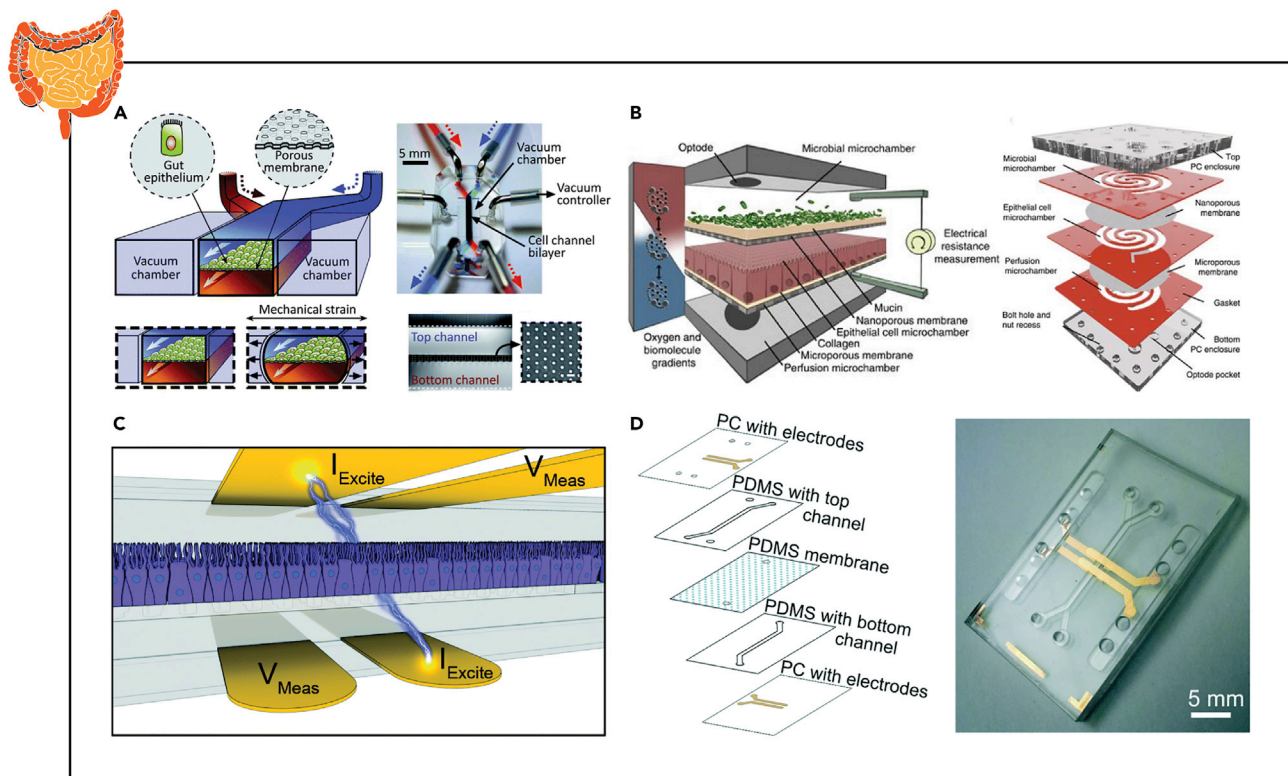 A
Gut
epithelium
Porous
membrane
Vacuum
chamber
Vacuum
chamber
Mechanical strain
5 mm
Vacuum
chamber
Vacuum
controller
Cell channel
bilayer
Top channel
Bottom channel
B
Optode
Microbial microchamber
Electrical
resistance
measurement
Mucin
Nanoporous membrane
Epithelial cell microchamber
Collagen
Microporous membrane
Perfusion microchamber
Oxygen and
biomolecule
gradients
Top
PC enclosure
Microbial
microchamber
Nanoporous
membrane
Epithelial cell
microchamber
Perfusion
microchamber
Microporous
membrane
Gasket
Bolt hole and
nut recess
Bottom
PC enclosure
Optode pocket
C
I Excite
V Meas
V Meas
I Excite
D
PC with electrodes
PDMS with top
channel
PDMS membrane
PDMS with bottom
channel
PC with electrodes
5 mm